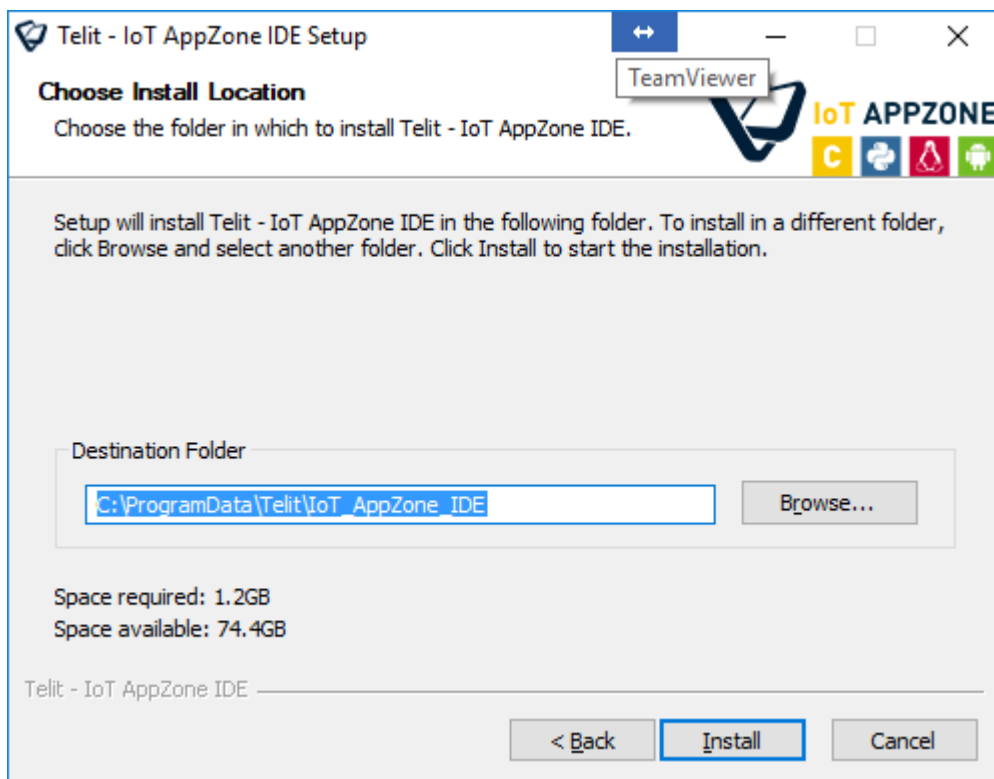 Telit - IoT AppZone IDE Setup
TeamViewer
Choose Install Location
Choose the folder in which to install Telit - IoT AppZone IDE.
IoT APPZONE
C
Setup will install Telit - IoT AppZone IDE in the following folder. To install in a different folder,
click Browse and select another folder. Click Install to start the installation.
Destination Folder
C:\ProgramData\Telit\IoT_AppZone_IDE
Browse...
Space required: 1.2GB
Space available: 74.4GB
Telit - IoT AppZone IDE
< Back
Install
Cancel